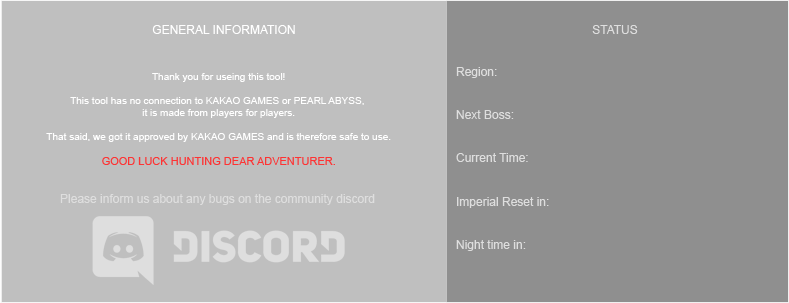 GENERAL INFORMATION
Thank you for useing this tool!
This tool has no connection to KAKAO GAMES or PEARL ABYSS,
it is made from players for players.
That said, we got it approved by KAKAO GAMES and is therefore safe to use.
GOOD LUCK HUNTING DEAR ADVENTURER.
Please inform us about any bugs on the community discord
DISCORD
STATUS
Region:
Next Boss:
Current Time:
Imperial Reset in:
Night time in: